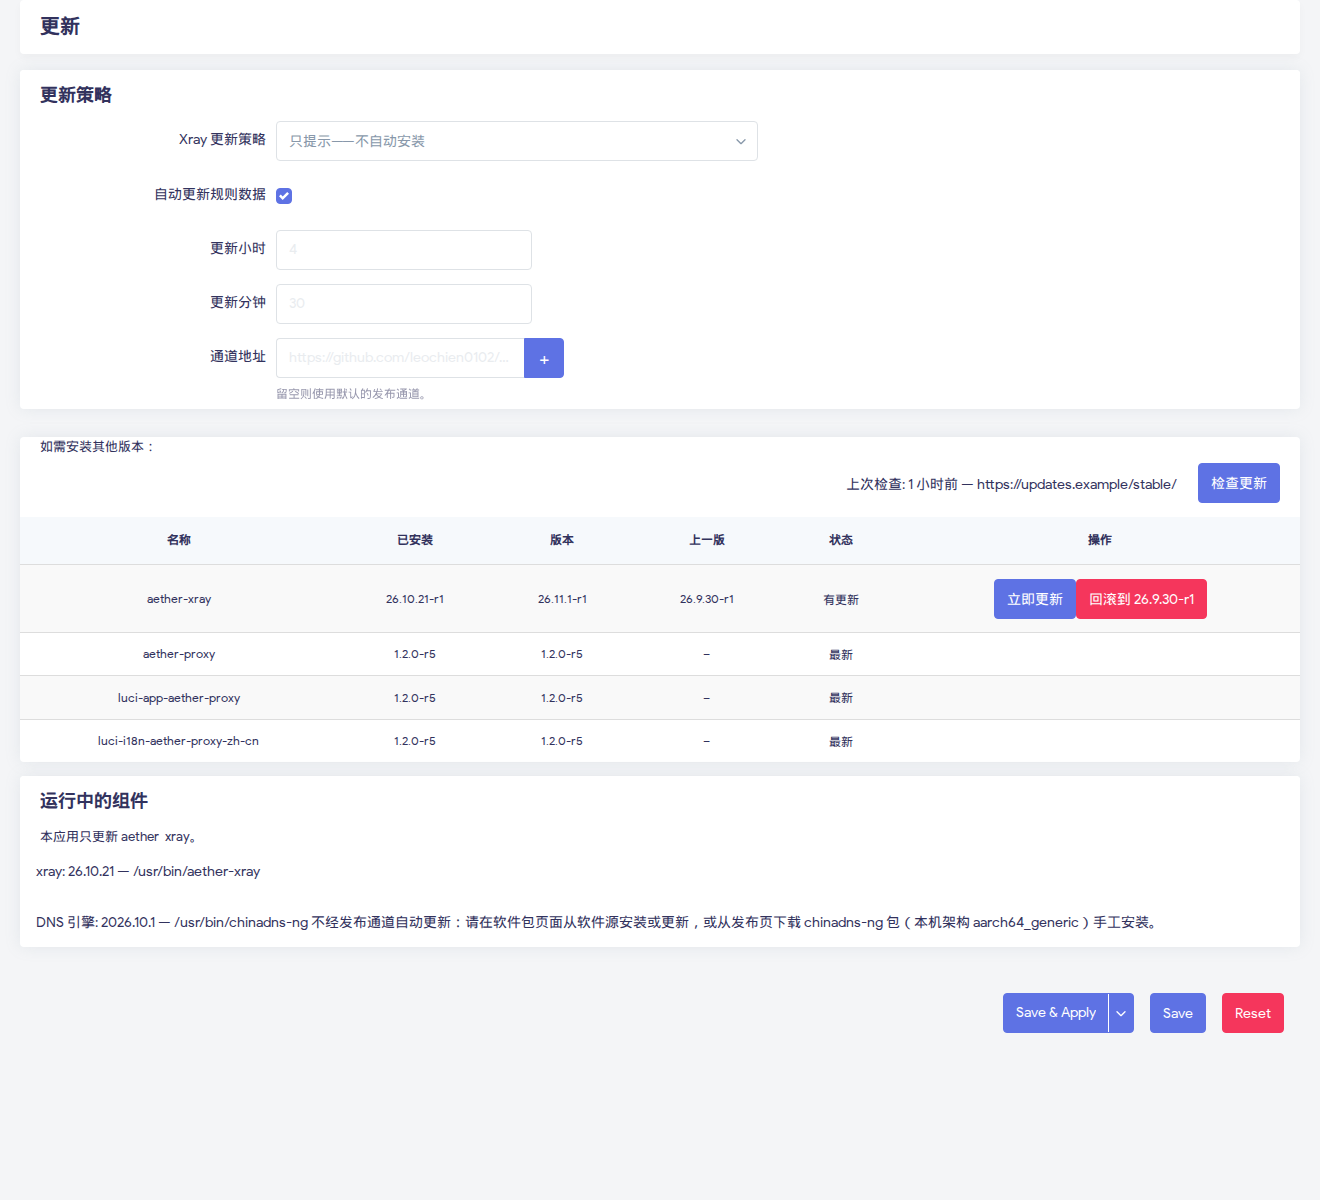 更新
更新策略
Xray 更新策略 只提示——不自动安装
自动更新规则数据
更新小时 4
更新分钟 30
通道地址 https://github.com/leochien0102/... +
留空则使用默认的发布通道。
如需安装其他版本：
上次检查: 1 小时前 — https://updates.example/stable/ 检查更新
名称 已安装 版本 上一版 状态 操作
aether-xray 26.10.21-r1 26.11.1-r1 26.9.30-r1 有更新 立即更新 回滚到 26.9.30-r1
aether-proxy 1.2.0-r5 1.2.0-r5 – 最新
luci-app-aether-proxy 1.2.0-r5 1.2.0-r5 – 最新
luci-i18n-aether-proxy-zh-cn 1.2.0-r5 1.2.0-r5 – 最新
运行中的组件
本应用只更新 aether xray。
xray: 26.10.21 — /usr/bin/aether-xray
DNS 引擎: 2026.10.1 — /usr/bin/chinadns-ng 不经发布通道自动更新：请在软件包页面从软件源安装或更新，或从发布页下载 chinadns-ng 包（本机架构 aarch64_generic）手工安装。
Save & Apply Save Reset